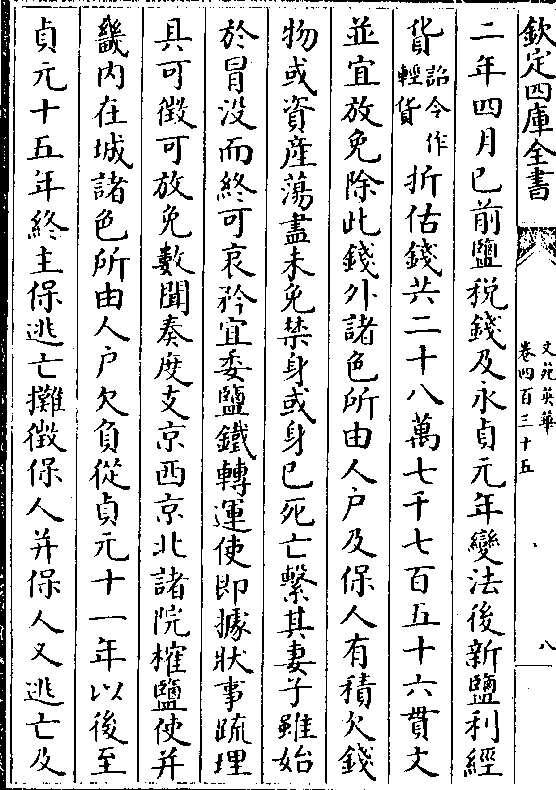 欽定四庫全書
文苑英華
卷四百三十五
八
二年四月已前鹽税錢及永貞元年變法後新鹽利經
貨詔令作輕貨折估錢共二十八萬七千七百五十六貫文
並宜放免除此錢外諸色所由人户及保人有積欠錢
物或資産蕩盡未免禁身或身已死亡繫其妻子雖始
於冒没而終可哀矜宜委鹽鐵轉運使即據狀事疏理
具可徴可放免數聞奏度支京西京北諸院榷鹽使并
畿内在城諸色所由人户欠負從貞元十一年以後至
貞元十五年終主保逃亡攤徴保人并保人又逃亡及